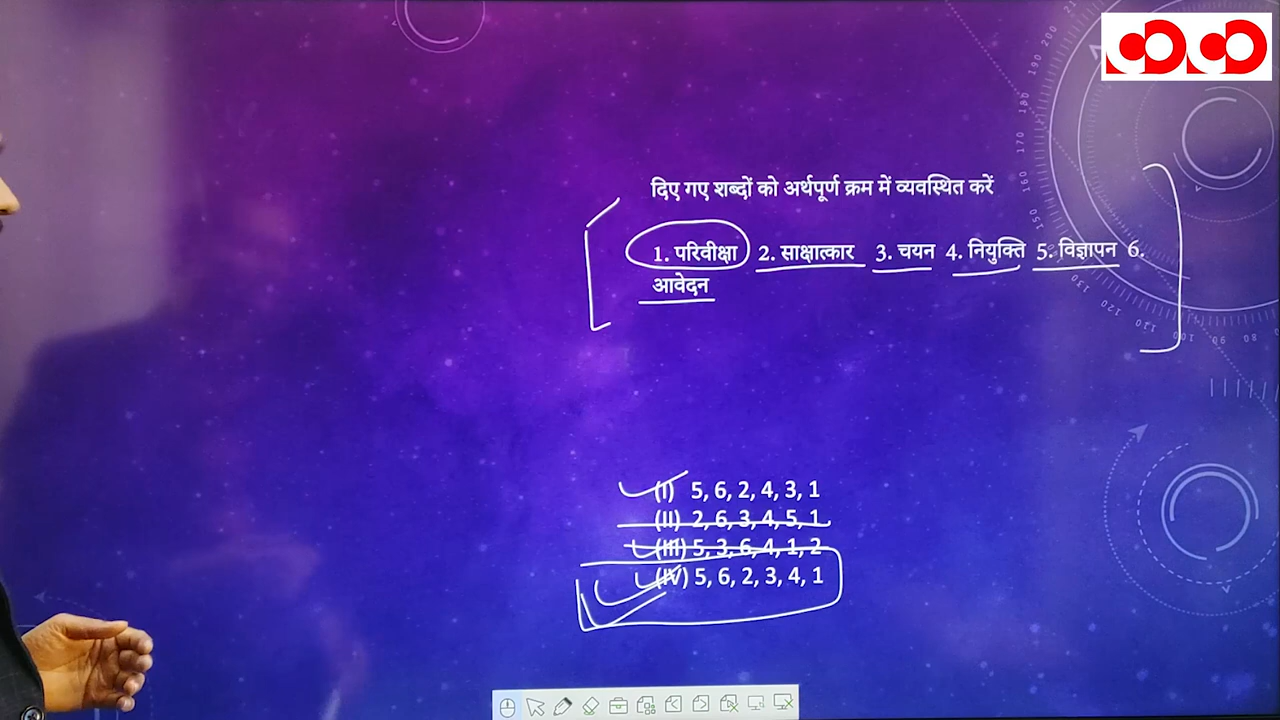 दिए गए शब्दों को अर्थपूर्ण क्रम में व्यवस्थित करें
1. परिवीक्षा 2. साक्षात्कार 3. चयन 4. नियुक्ति 5. विज्ञापन 6.
आवेदन
(I) 5, 6, 2, 4, 3, 1
(II) 2, 6, 3, 4, 5, 1
(III) 5, 3, 6, 4, 1, 2
(IV) 5, 6, 2, 3, 4, 1